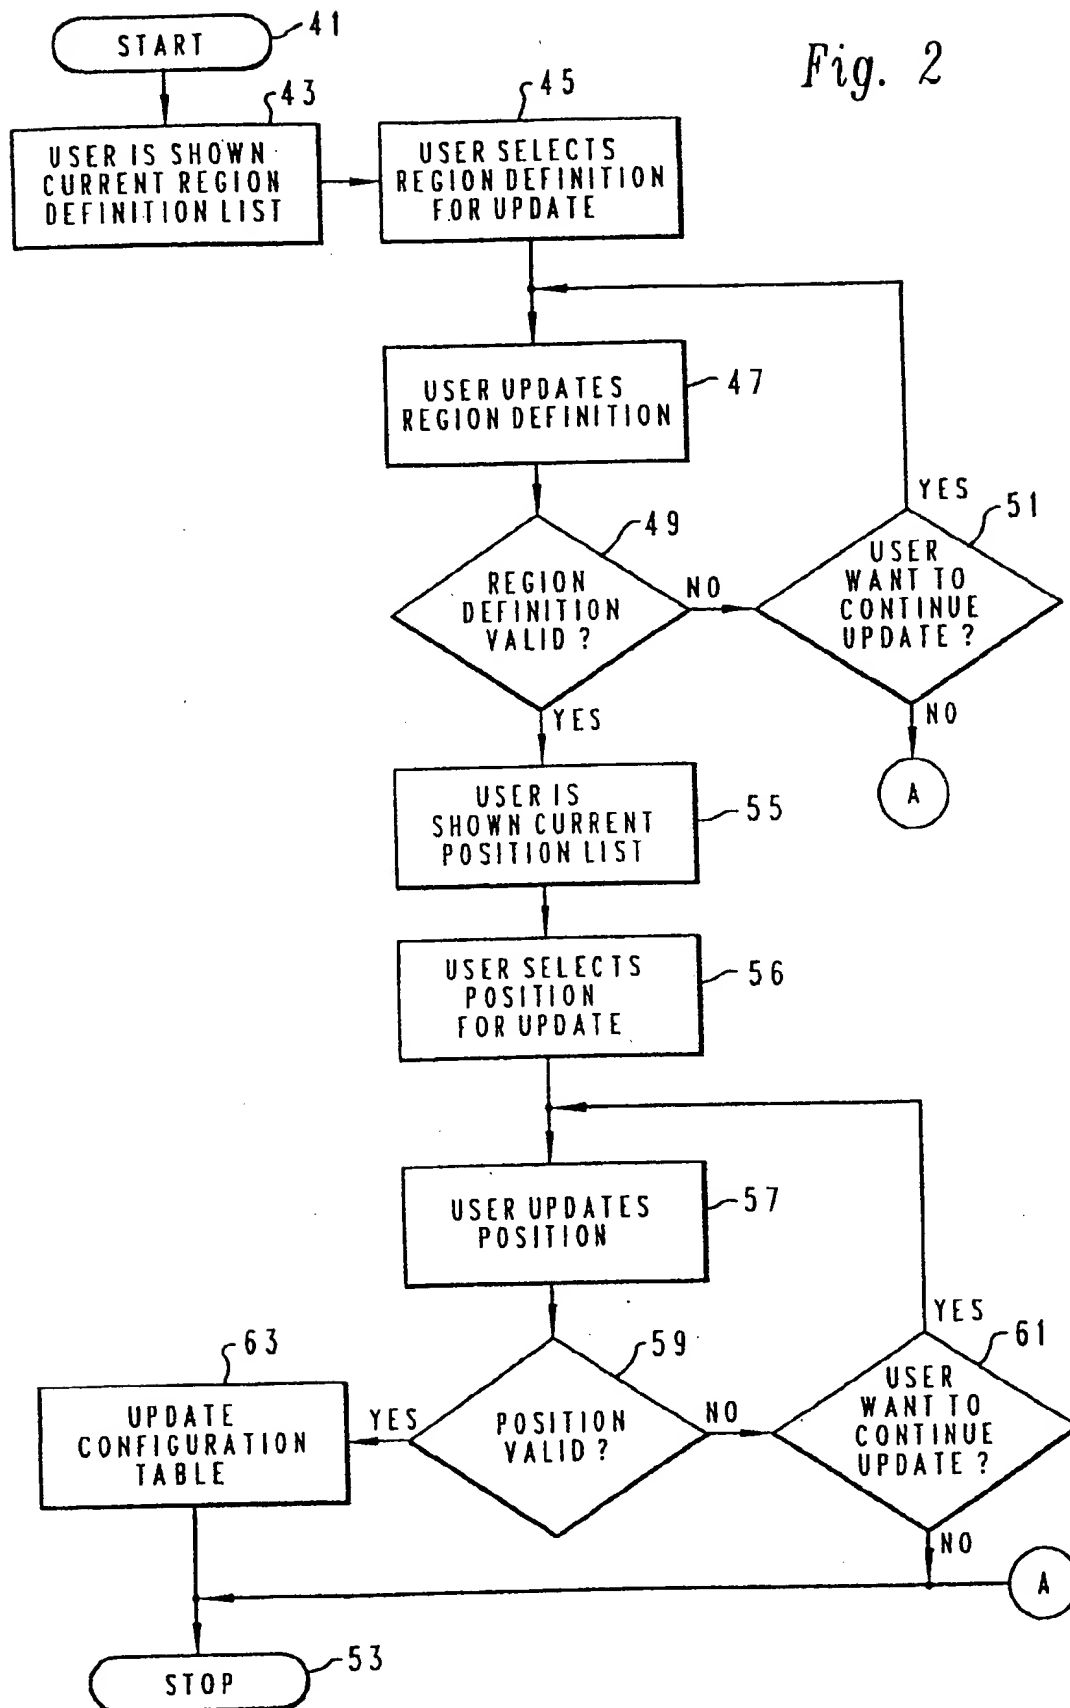 START
41
Fig. 2
43
USER IS SHOWN
CURRENT REGION
DEFINITION LIST
45
USER SELECTS
REGION DEFINITION
FOR UPDATE
USER UPDATES
REGION DEFINITION
47
YES
49
REGION
DEFINITION
VALID ?
NO
51
USER
WANT TO
CONTINUE
UPDATE ?
YES
NO
A
USER IS
SHOWN CURRENT
POSITION LIST
55
USER SELECTS
POSITION
FOR UPDATE
56
USER UPDATES
POSITION
57
YES
63
UPDATE
CONFIGURATION
TABLE
YES
59
POSITION
VALID ?
NO
61
USER
WANT TO
CONTINUE
UPDATE ?
NO
A
STOP
53